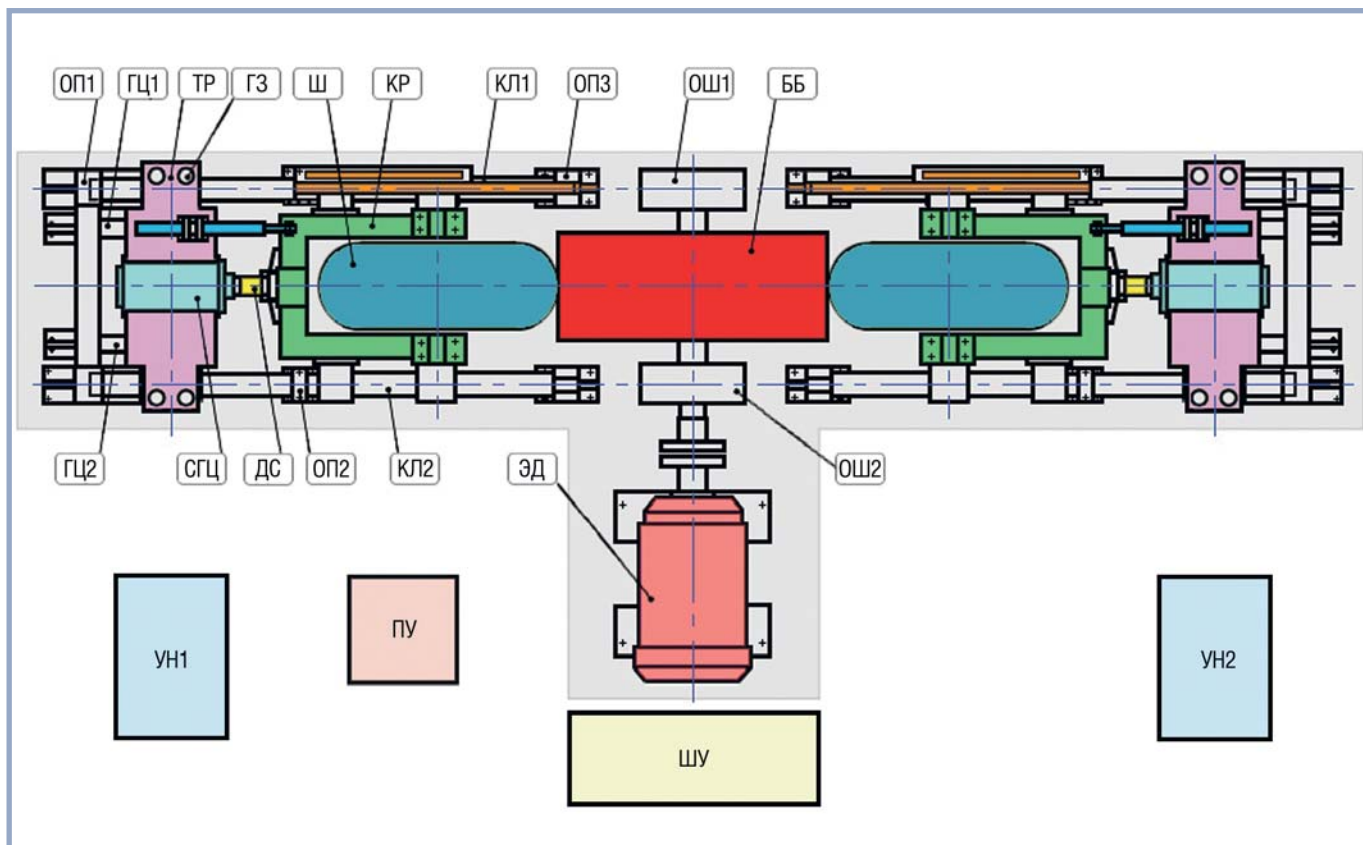 ОП1 ГЦ1 ТР ГЗ Ш КР КЛ1 ОП3 ОШ1 ББ
ГЦ2 СГЦ ДС ОП2 КЛ2 ЭД ОШ2
УН1 ПУ УН2
ШУ